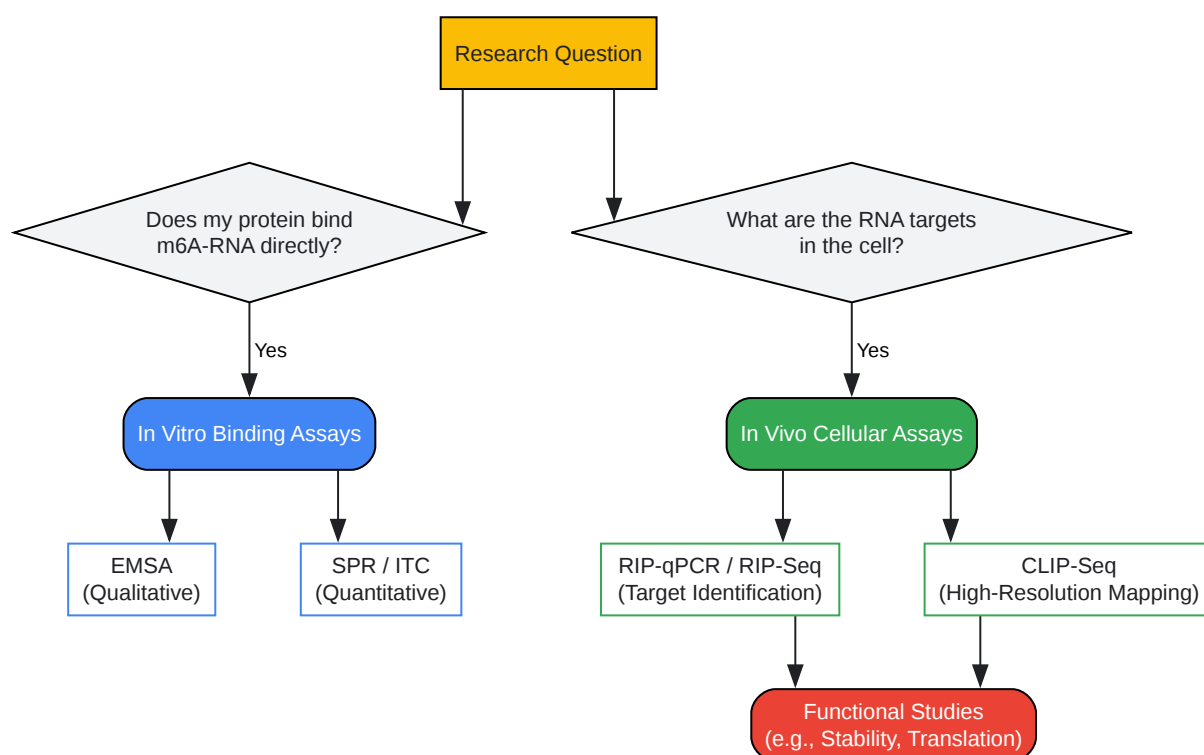 Research Question
Does my protein bind
m6A-RNA directly?
What are the RNA targets
in the cell?
Yes
Yes
In Vitro Binding Assays
In Vivo Cellular Assays
EMSA
(Qualitative)
SPR / ITC
(Quantitative)
RIP-qPCR / RIP-Seq
(Target Identification)
CLIP-Seq
(High-Resolution Mapping)
Functional Studies
(e.g., Stability, Translation)